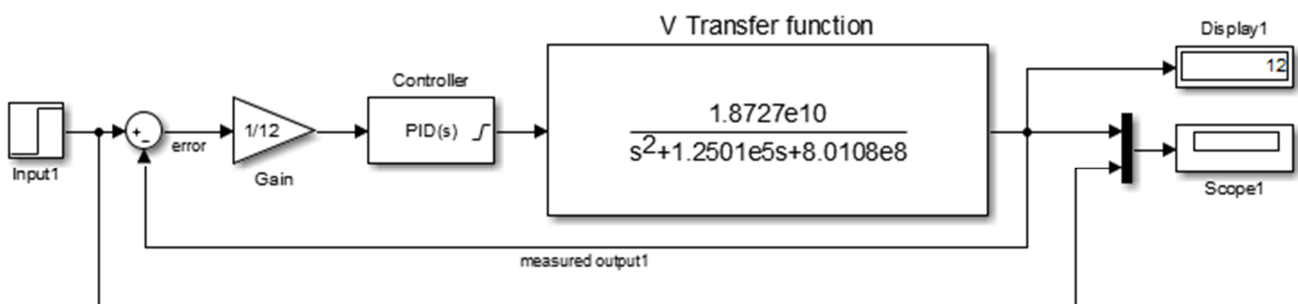 V Transfer function
Display1
12
Controller
1/12
PID(s)
1.8727e10
s2+1.2501e5s+8.0108e8
+
−
error
Input1
Gain
Scope1
measured output1